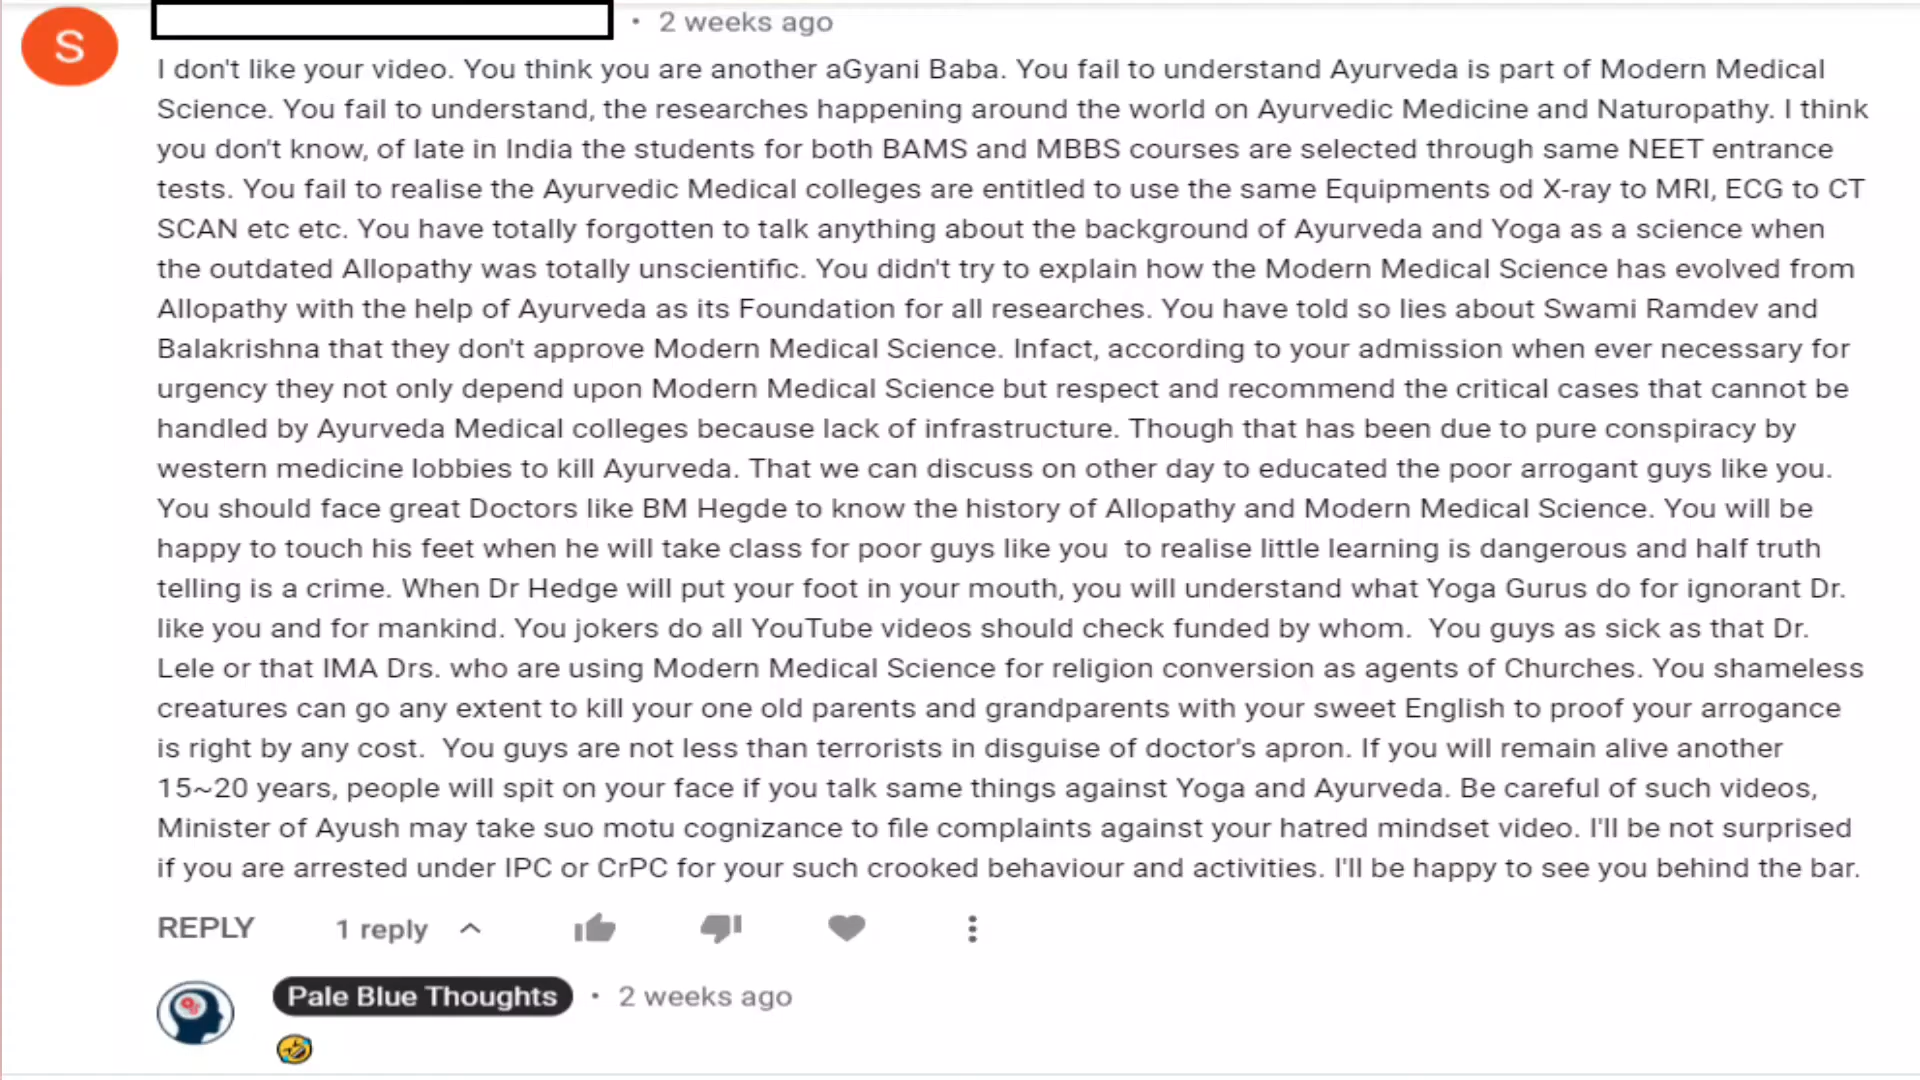 S
• 2 weeks ago
I don't like your video. You think you are another aGyani Baba. You fail to understand Ayurveda is part of Modern Medical
Science. You fail to understand, the researches happening around the world on Ayurvedic Medicine and Naturopathy. I think
you don't know, of late in India the students for both BAMS and MBBS courses are selected through same NEET entrance
tests. You fail to realise the Ayurvedic Medical colleges are entitled to use the same Equipments od X-ray to MRI, ECG to CT
SCAN etc etc. You have totally forgotten to talk anything about the background of Ayurveda and Yoga as a science when
the outdated Allopathy was totally unscientific. You didn't try to explain how the Modern Medical Science has evolved from
Allopathy with the help of Ayurveda as its Foundation for all researches. You have told so lies about Swami Ramdev and
Balakrishna that they don't approve Modern Medical Science. Infact, according to your admission when ever necessary for
urgency they not only depend upon Modern Medical Science but respect and recommend the critical cases that cannot be
handled by Ayurveda Medical colleges because lack of infrastructure. Though that has been due to pure conspiracy by
western medicine lobbies to kill Ayurveda. That we can discuss on other day to educated the poor arrogant guys like you.
You should face great Doctors like BM Hegde to know the history of Allopathy and Modern Medical Science. You will be
happy to touch his feet when he will take class for poor guys like you  to realise little learning is dangerous and half truth
telling is a crime. When Dr Hedge will put your foot in your mouth, you will understand what Yoga Gurus do for ignorant Dr.
like you and for mankind. You jokers do all YouTube videos should check funded by whom.  You guys as sick as that Dr.
Lele or that IMA Drs. who are using Modern Medical Science for religion conversion as agents of Churches. You shameless
creatures can go any extent to kill your one old parents and grandparents with your sweet English to proof your arrogance
is right by any cost.  You guys are not less than terrorists in disguise of doctor's apron. If you will remain alive another
15~20 years, people will spit on your face if you talk same things against Yoga and Ayurveda. Be careful of such videos,
Minister of Ayush may take suo motu cognizance to file complaints against your hatred mindset video. I'll be not surprised
if you are arrested under IPC or CrPC for your such crooked behaviour and activities. I'll be happy to see you behind the bar.
REPLY 1 reply
Pale Blue Thoughts • 2 weeks ago
🤣